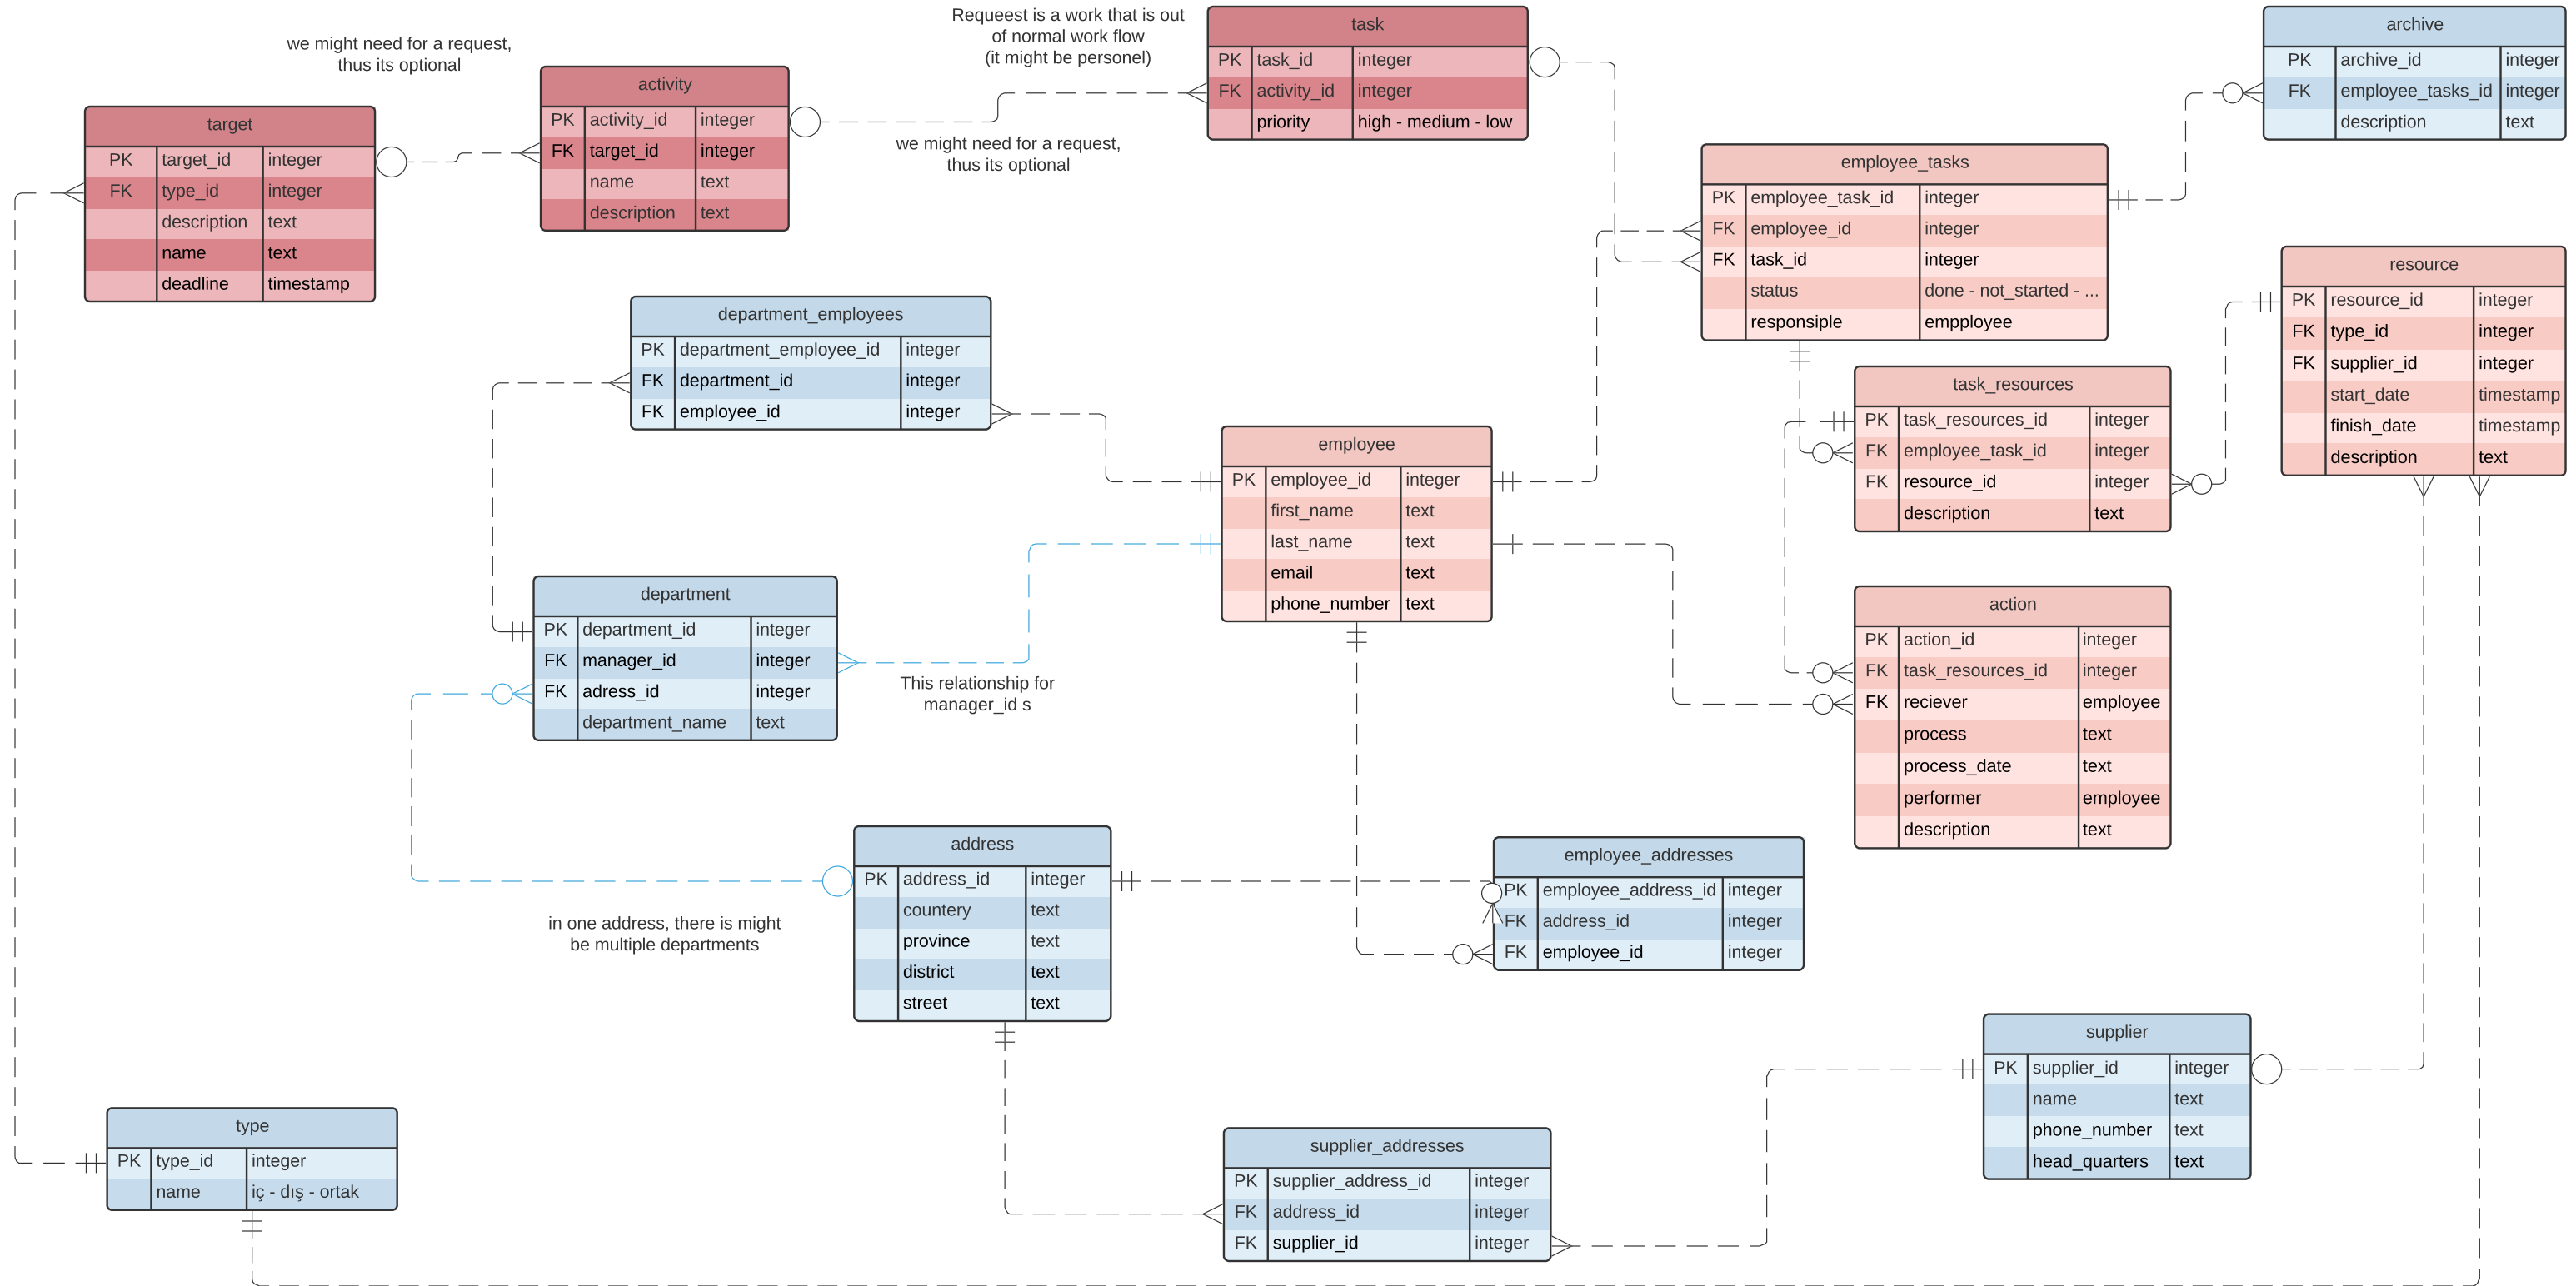 we might need for a request,
thus its optional
Requeest is a work that is out
of normal work flow
(it might be personel)
we might need for a request,
thus its optional
target
PK target_id integer
FK type_id integer
description text
name text
deadline timestamp
activity
PK activity_id integer
FK target_id integer
name text
description text
task
PK task_id integer
FK activity_id integer
priority high - medium - low
archive
PK archive_id integer
FK employee_tasks_id integer
description text
employee_tasks
PK employee_task_id integer
FK employee_id integer
FK task_id integer
status done - not_started - ...
responsiple empployee
resource
PK resource_id integer
FK type_id integer
FK supplier_id integer
start_date timestamp
finish_date timestamp
description text
department_employees
PK department_employee_id integer
FK department_id integer
FK employee_id integer
task_resources
PK task_resources_id integer
FK employee_task_id integer
FK resource_id integer
description text
employee
PK employee_id integer
first_name text
last_name text
email text
phone_number text
department
PK department_id integer
FK manager_id integer
FK adress_id integer
department_name text
This relationship for
manager_id s
action
PK action_id integer
FK task_resources_id integer
FK reciever employee
process text
process_date text
performer employee
description text
address
PK address_id integer
countery text
province text
district text
street text
in one address, there is might
be multiple departments
employee_addresses
PK employee_address_id integer
FK address_id integer
FK employee_id integer
supplier
PK supplier_id integer
name text
phone_number text
head_quarters text
type
PK type_id integer
name iç - dış - ortak
supplier_addresses
PK supplier_address_id integer
FK address_id integer
FK supplier_id integer